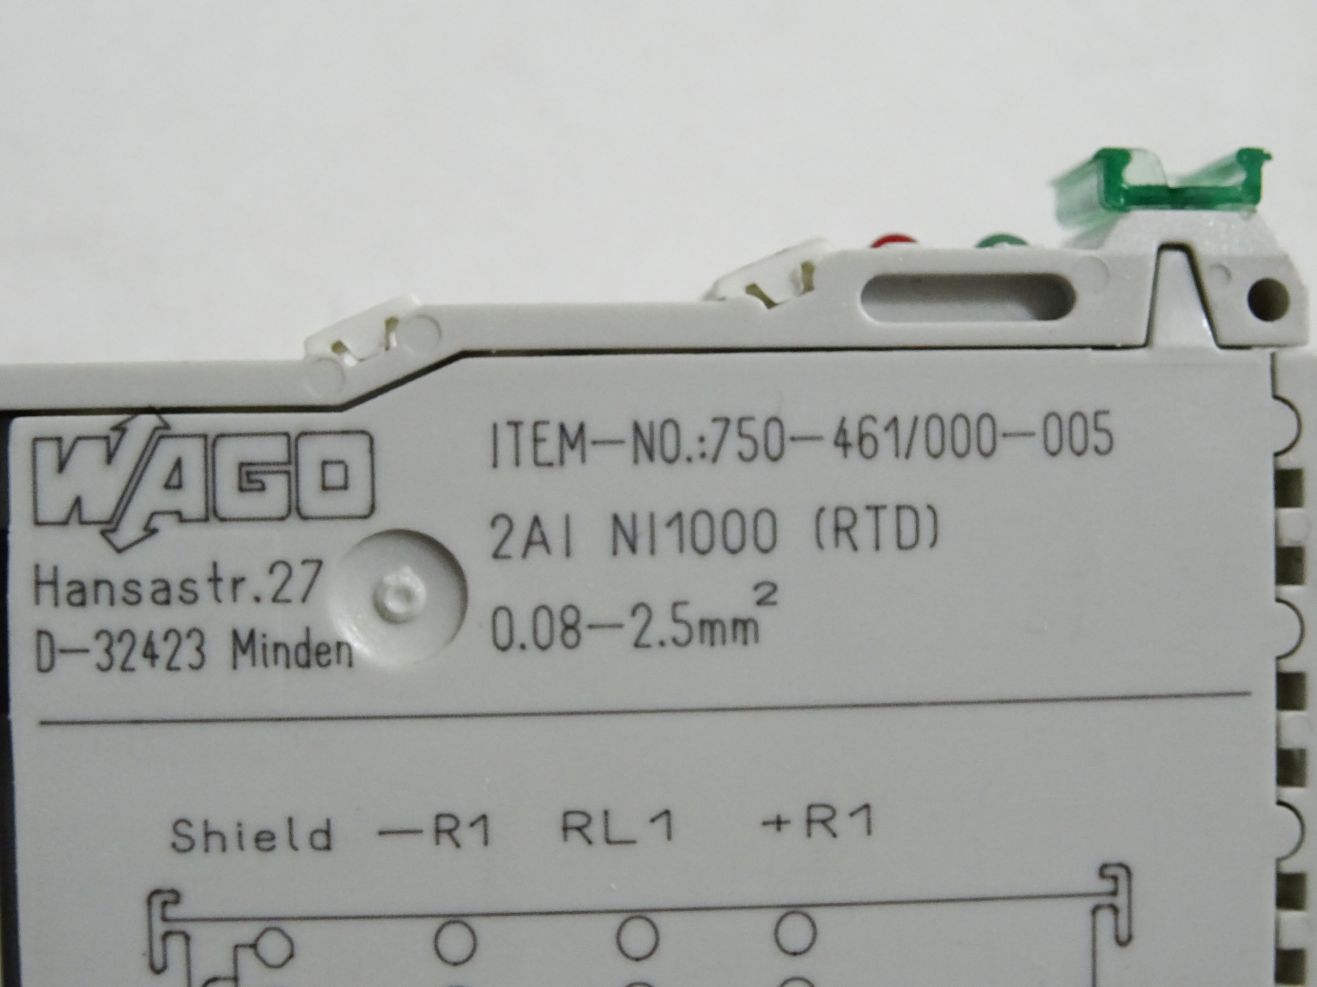 WAGO
Hansastr.27
D-32423 Minden
ITEM-NO.:750-461/000-005
2AI NI1000 (RTD)
0.08-2.5mm²
Shield -R1 RL1 +R1